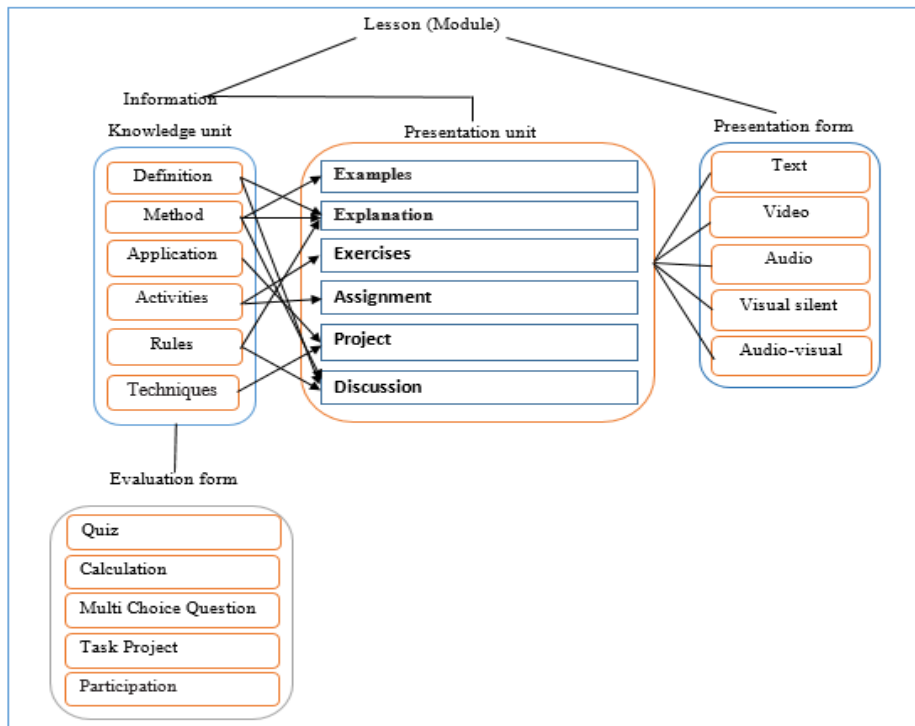 Lesson (Module)
Information
Knowledge unit
Presentation unit
Presentation form
Definition
Method
Application
Activities
Rules
Techniques
Examples
Explanation
Exercises
Assignment
Project
Discussion
Text
Video
Audio
Visual silent
Audio-visual
Evaluation form
Quiz
Calculation
Multi Choice Question
Task Project
Participation